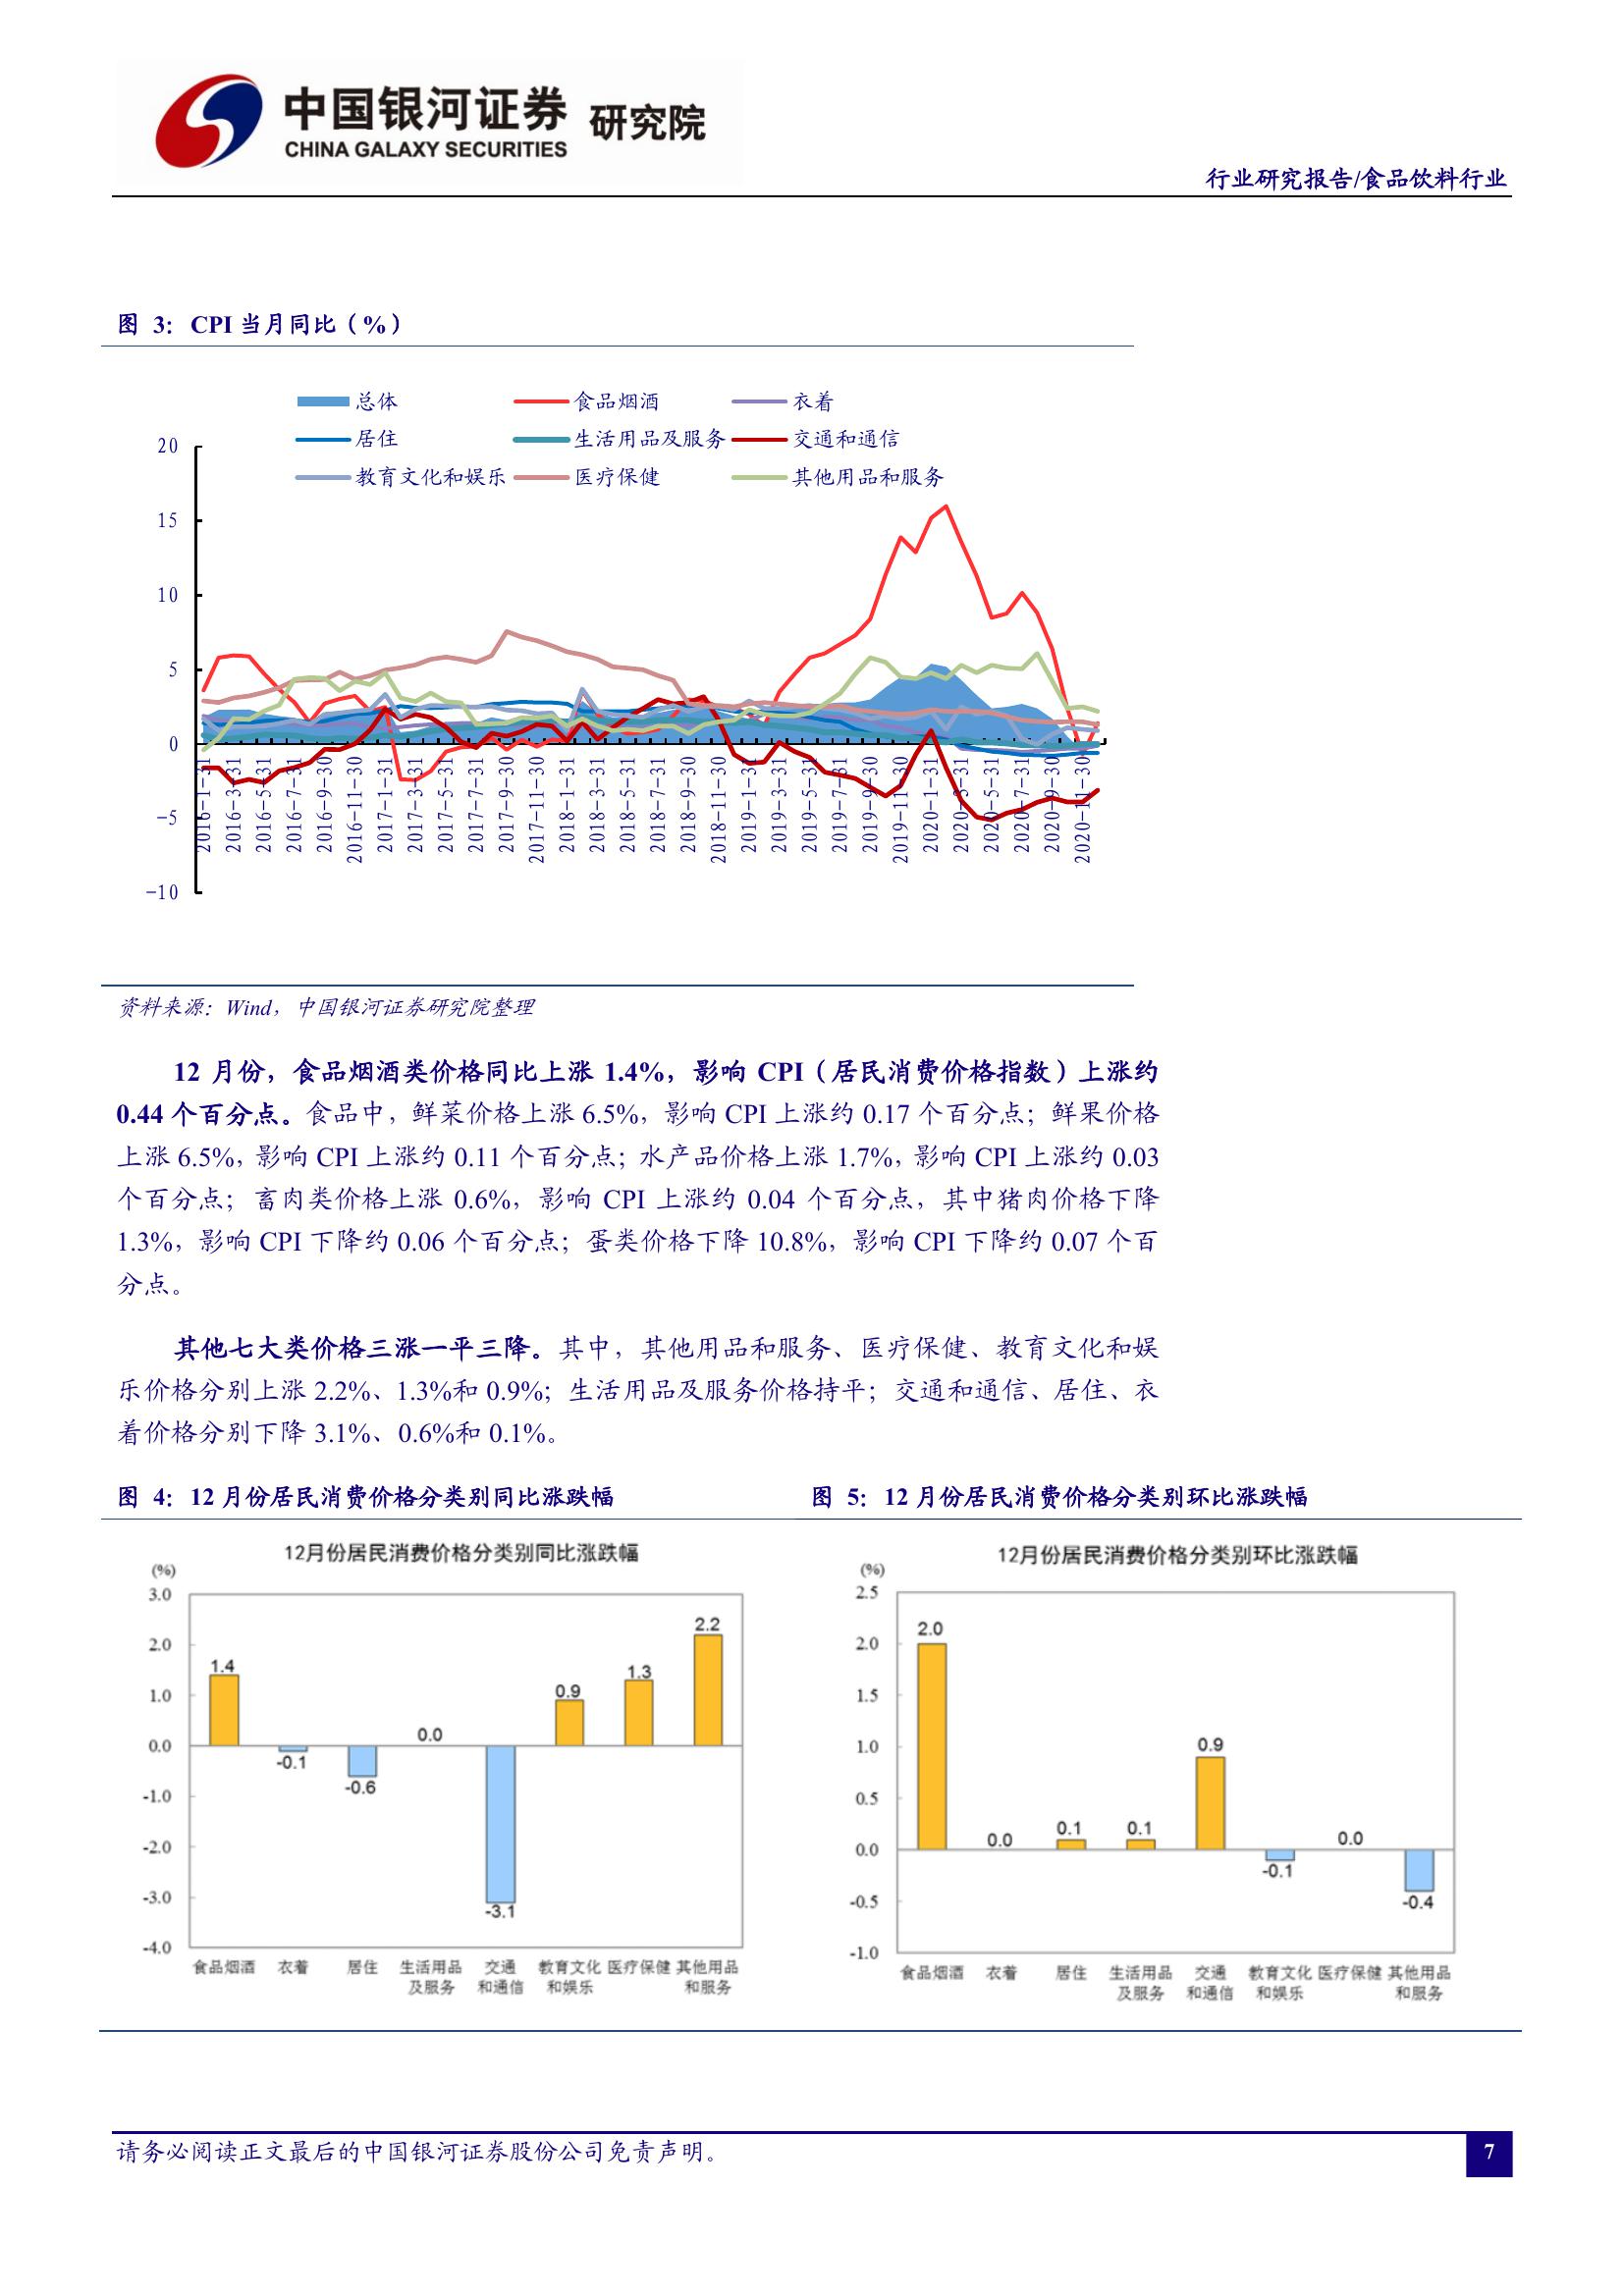 中国银河证券 研究院
CHINA GALAXY SECURITIES
行业研究报告/食品饮料行业
图 3：CPI 当月同比（%）
总体 食品烟酒 衣着
居住 生活用品及服务 交通和通信
教育文化和娱乐 医疗保健 其他用品和服务
20
15
10
5
0
-5
-10
2016-1-31
2016-3-31
2016-5-31
2016-7-31
2016-9-30
2016-11-30
2017-1-31
2017-3-31
2017-5-31
2017-7-31
2017-9-30
2017-11-30
2018-1-31
2018-3-31
2018-5-31
2018-7-31
2018-9-30
2018-11-30
2019-1-31
2019-3-31
2019-5-31
2019-7-31
2019-9-30
2019-11-30
2020-1-31
2020-3-31
2020-5-31
2020-7-31
2020-9-30
2020-11-30
资料来源：Wind，中国银河证券研究院整理
12 月份，食品烟酒类价格同比上涨 1.4%，影响 CPI（居民消费价格指数）上涨约
0.44 个百分点。食品中，鲜菜价格上涨 6.5%，影响 CPI 上涨约 0.17 个百分点；鲜果价格
上涨 6.5%，影响 CPI 上涨约 0.11 个百分点；水产品价格上涨 1.7%，影响 CPI 上涨约 0.03
个百分点；畜肉类价格上涨 0.6%，影响 CPI 上涨约 0.04 个百分点，其中猪肉价格下降
1.3%，影响 CPI 下降约 0.06 个百分点；蛋类价格下降 10.8%，影响 CPI 下降约 0.07 个百
分点。
其他七大类价格三涨一平三降。其中，其他用品和服务、医疗保健、教育文化和娱
乐价格分别上涨 2.2%、1.3%和 0.9%；生活用品及服务价格持平；交通和通信、居住、衣
着价格分别下降 3.1%、0.6%和 0.1%。
图 4：12 月份居民消费价格分类别同比涨跌幅
12月份居民消费价格分类别同比涨跌幅
(%)
3.0
2.0
1.0
0.0
-1.0
-2.0
-3.0
-4.0
1.4
-0.1
-0.6
0.0
-3.1
0.9
1.3
2.2
食品烟酒 衣着 居住 生活用品 交通 教育文化 医疗保健 其他用品
及服务 和通信 和娱乐 和服务
图 5：12 月份居民消费价格分类别环比涨跌幅
12月份居民消费价格分类别环比涨跌幅
(%)
2.5
2.0
1.5
1.0
0.5
0.0
-0.5
-1.0
2.0
0.0
0.1
0.1
0.9
-0.1
0.0
-0.4
食品烟酒 衣着 居住 生活用品 交通 教育文化 医疗保健 其他用品
及服务 和通信 和娱乐 和服务
请务必阅读正文最后的中国银河证券股份公司免责声明。
7